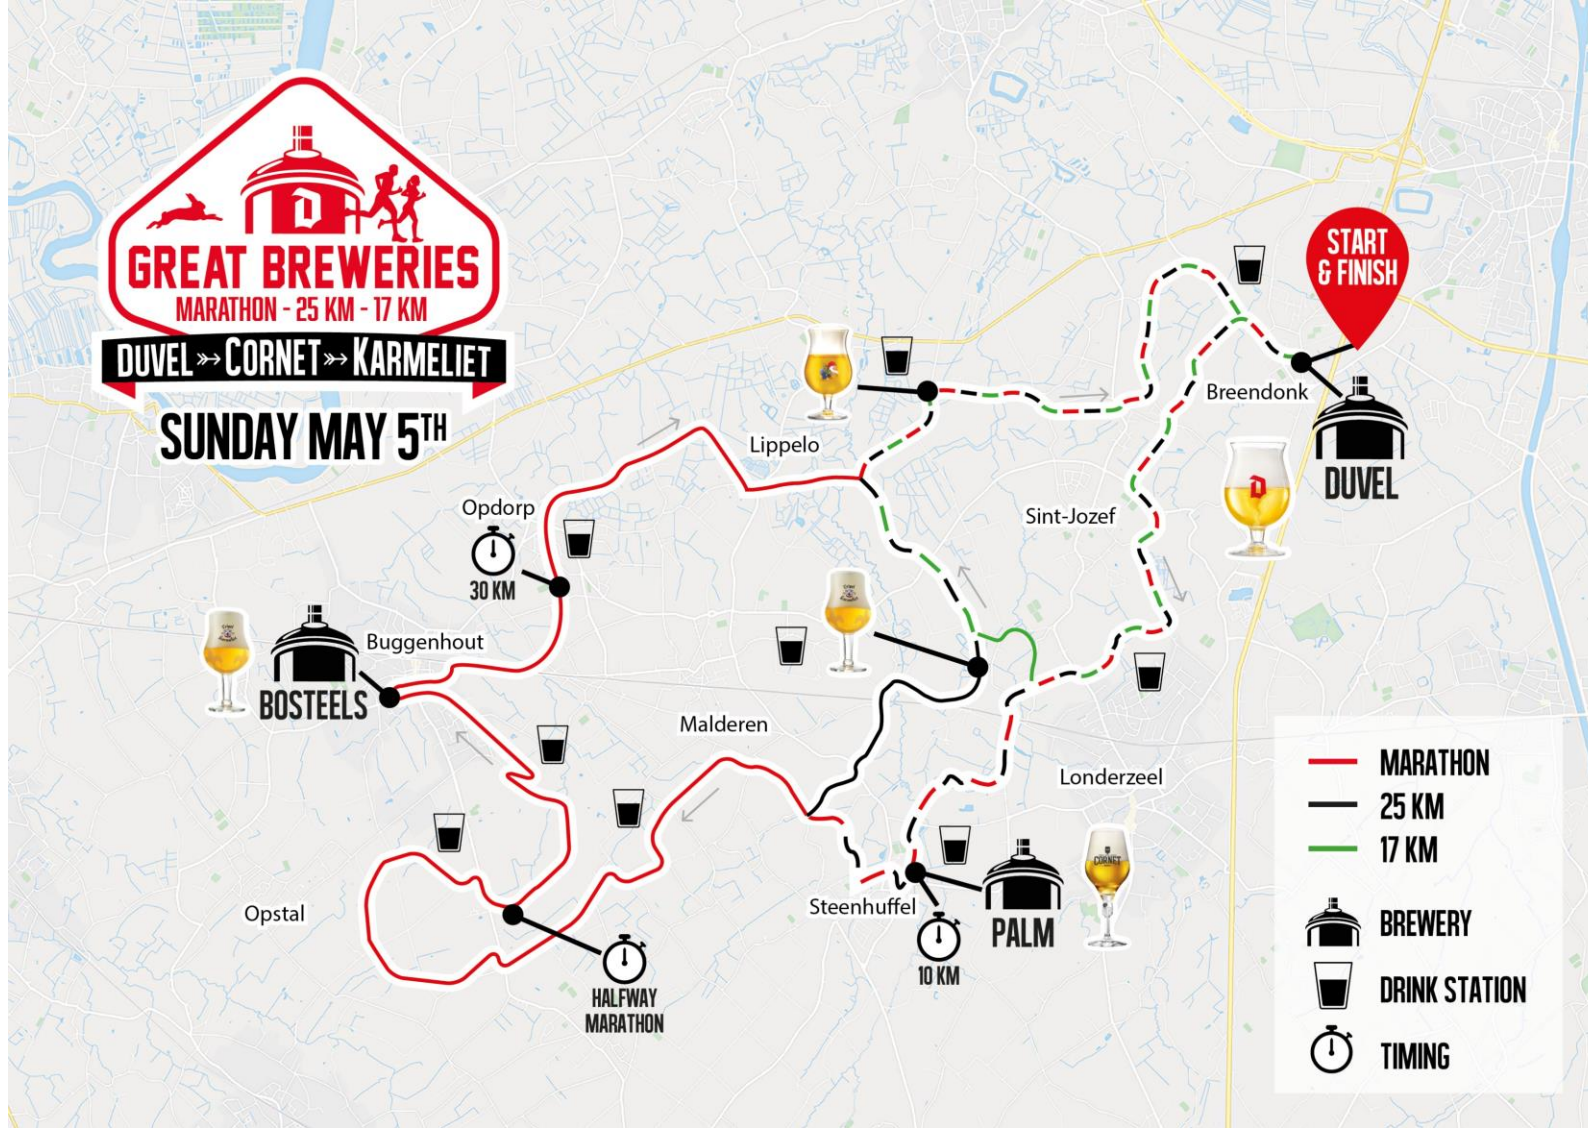 GREAT BREWERIES
MARATHON - 25 KM - 17 KM
DUVEL CORNET KARMELIET
SUNDAY MAY 5TH
START
& FINISH
Breendonk
DUVEL
Lippelo
Opdorp
30 KM
Sint-Jozef
Buggenhout
BOSTEELS
Malderen
Londerzeel
Steenhuffel
10 KM
PALM
CORNET
Opstal
HALFWAY
MARATHON
MARATHON
25 KM
17 KM
BREWERY
DRINK STATION
TIMING